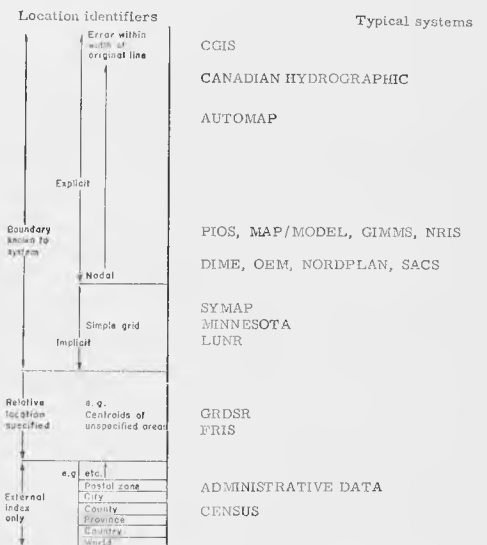 Location identifiers
Typical systems
Error within
width of
original line
CGIS
CANADIAN HYDROGRAPHIC
AUTOMAP
Explicit
Boundary
known to
system
PIOS, MAP/MODEL, GIMMS, NRIS
DIME, OEM, NORDPLAN, SACS
Nodal
Simple grid
Implicit
SYMAP
MINNESOTA
LUNR
Relative
location
specified
e.g.
Centroids of
unspecified areas
GRDSR
FRIS
e.g. etc.
Postal zone
City
County
Province
Country
World
External
index
only
ADMINISTRATIVE DATA
CENSUS